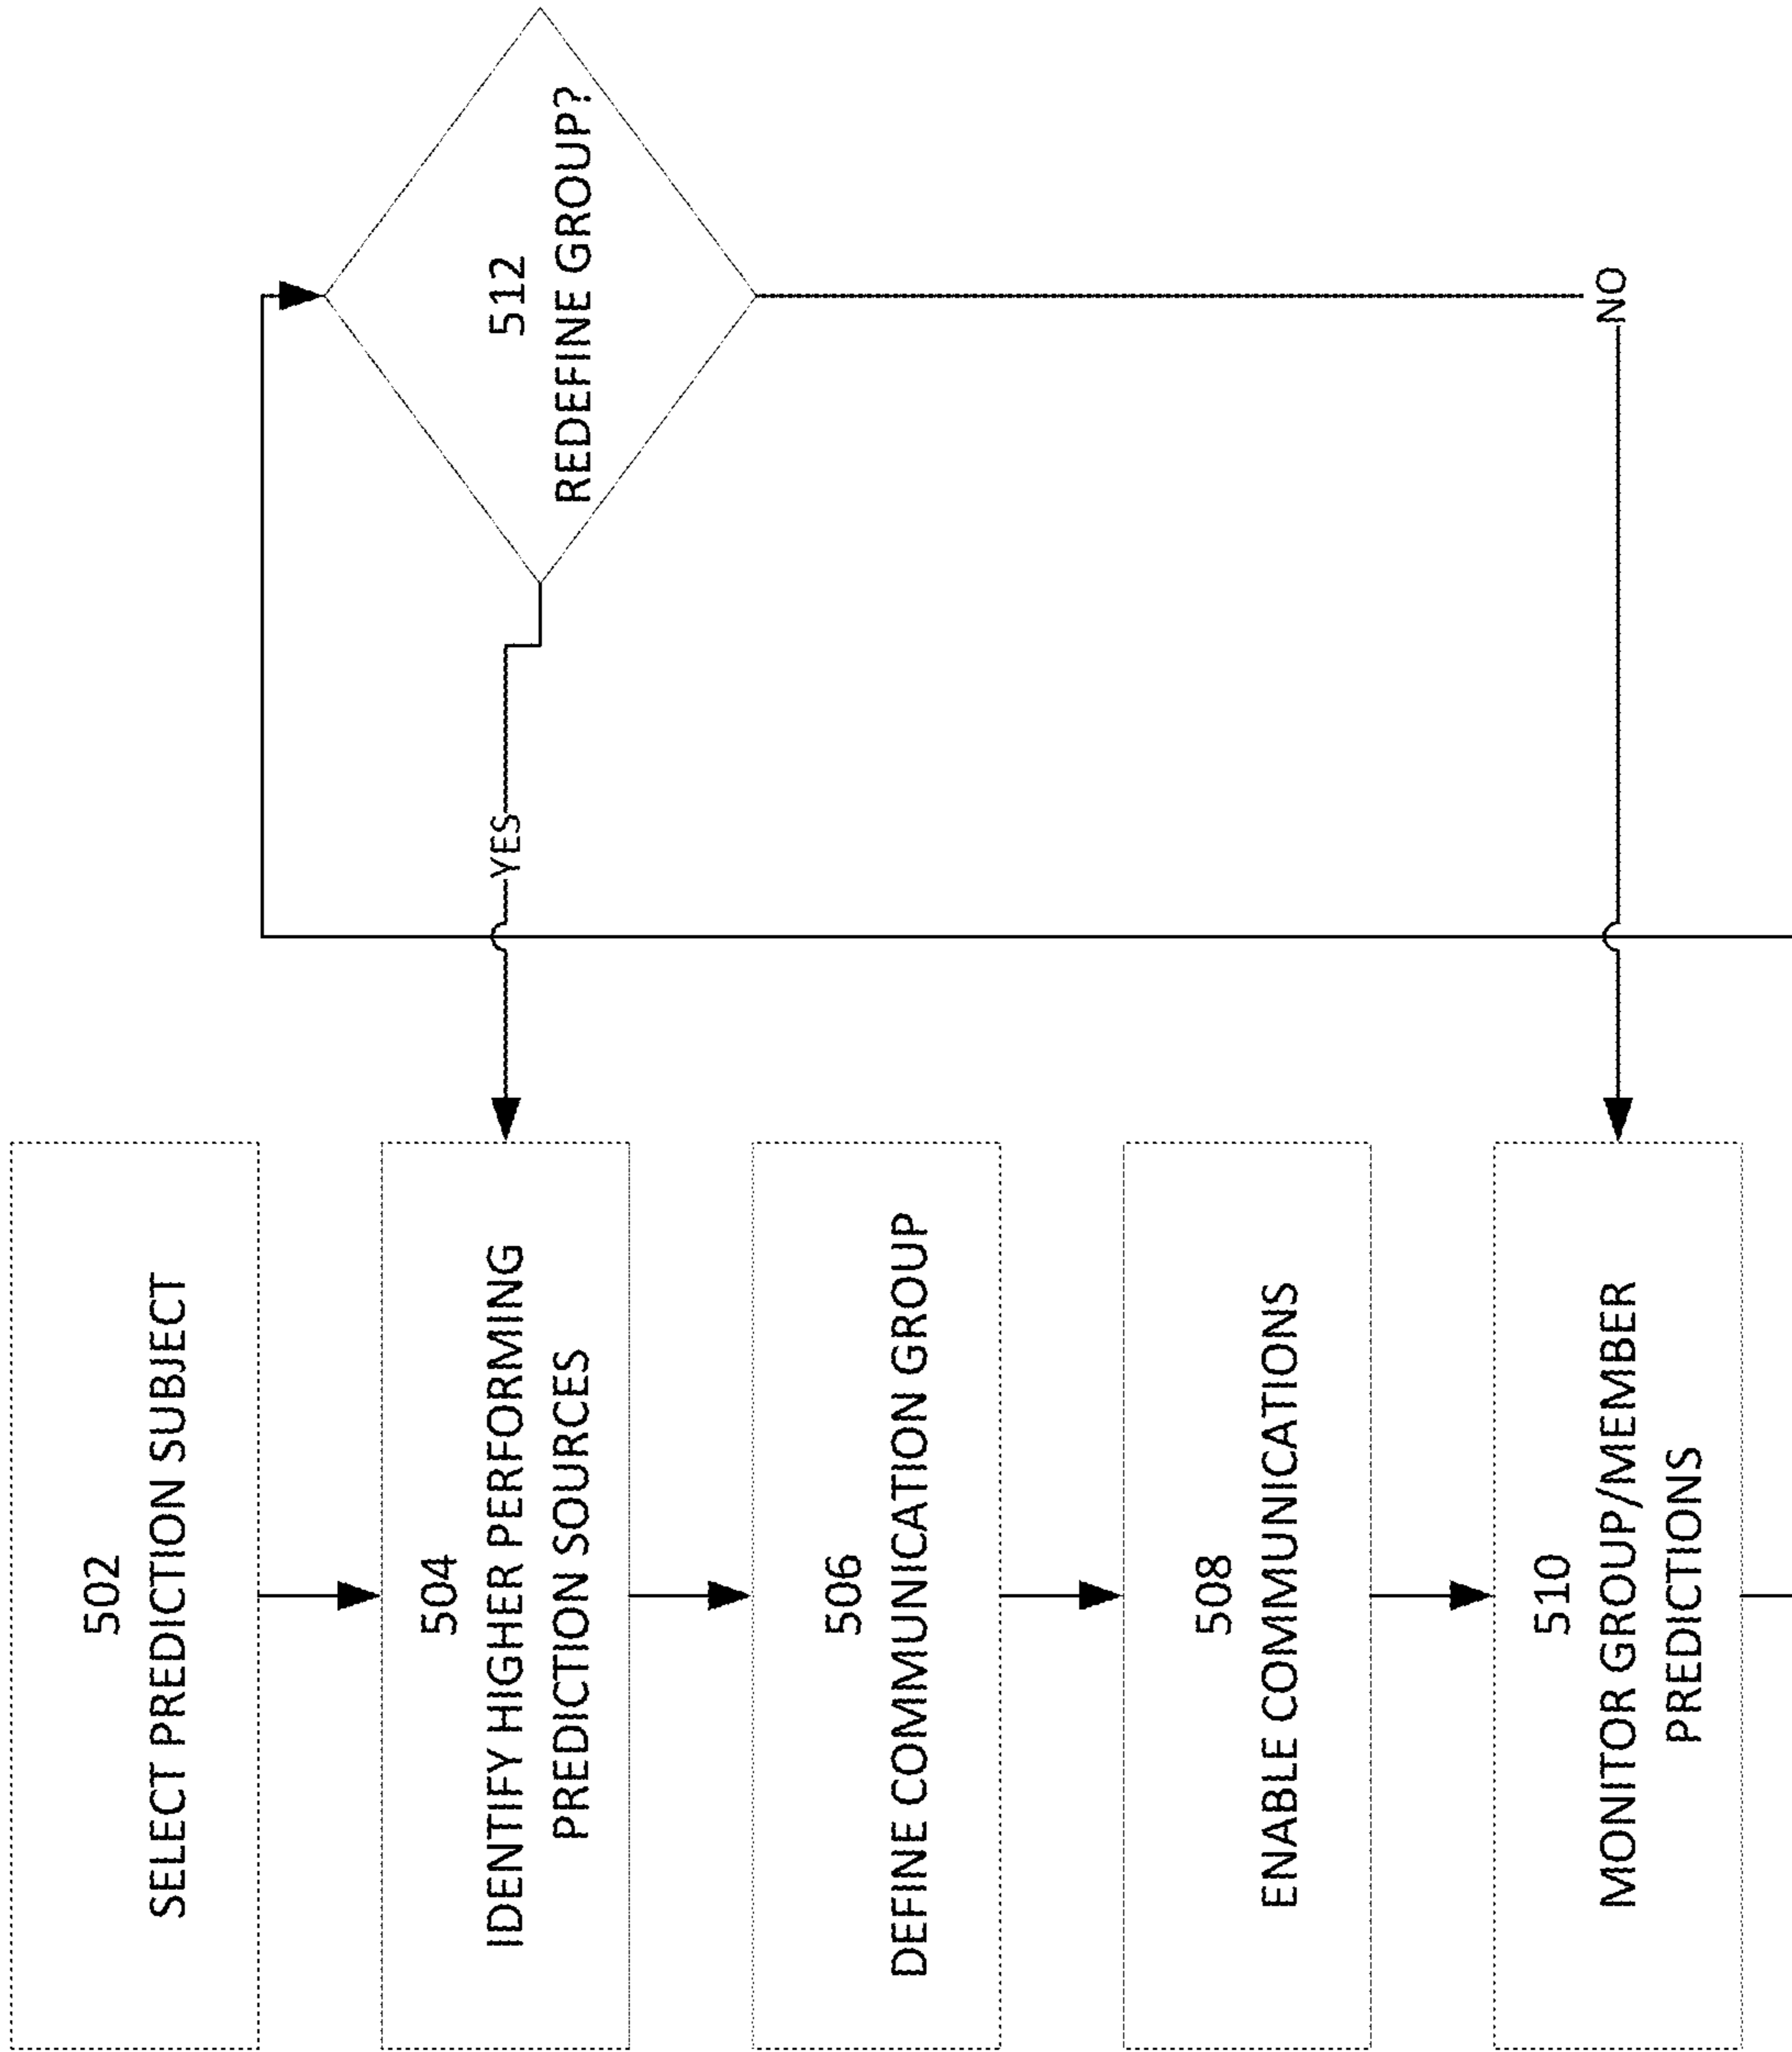 502
SELECT PREDICTION SUBJECT
504
IDENTIFY HIGHER PERFORMING
PREDICTION SOURCES
506
DEFINE COMMUNICATION GROUP
508
ENABLE COMMUNICATIONS
510
MONITOR GROUP/MEMBER
PREDICTIONS
512
REDEFINE GROUP?
YES
NO